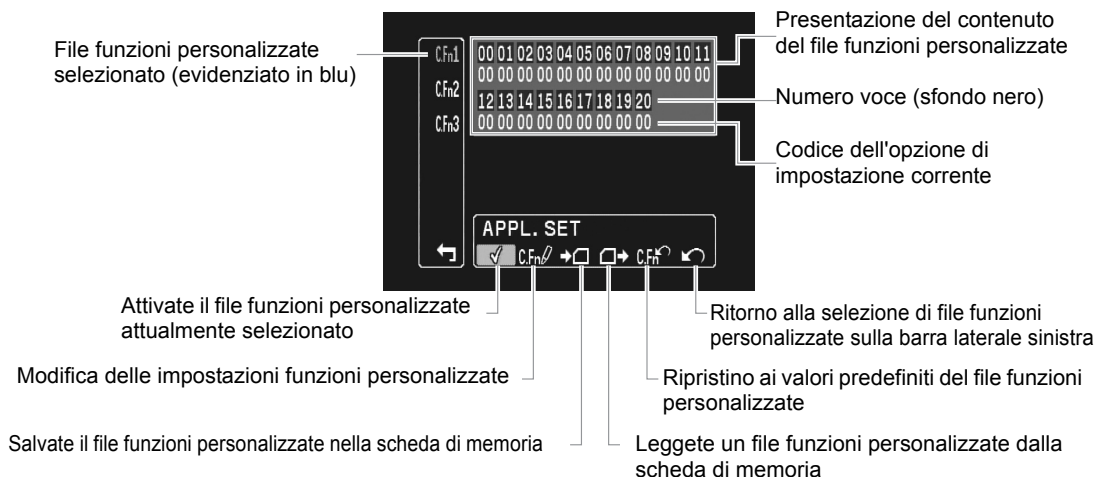 File funzioni personalizzate
selezionato (evidenziato in blu)
Presentazione del contenuto
del file funzioni personalizzate
Numero voce (sfondo nero)
Codice dell'opzione di
impostazione corrente
C.Fn1
C.Fn2
C.Fn3
00 01 02 03 04 05 06 07 08 09 10 11
00 00 00 00 00 00 00 00 00 00 00 00
12 13 14 15 16 17 18 19 20
00 00 00 00 00 00 00 00 00
APPL. SET
C.Fn C.Fn
Attivate il file funzioni personalizzate
attualmente selezionato
Modifica delle impostazioni funzioni personalizzate
Salvate il file funzioni personalizzate nella scheda di memoria
Ritorno alla selezione di file funzioni
personalizzate sulla barra laterale sinistra
Ripristino ai valori predefiniti del file funzioni
personalizzate
Leggete un file funzioni personalizzate dalla
scheda di memoria